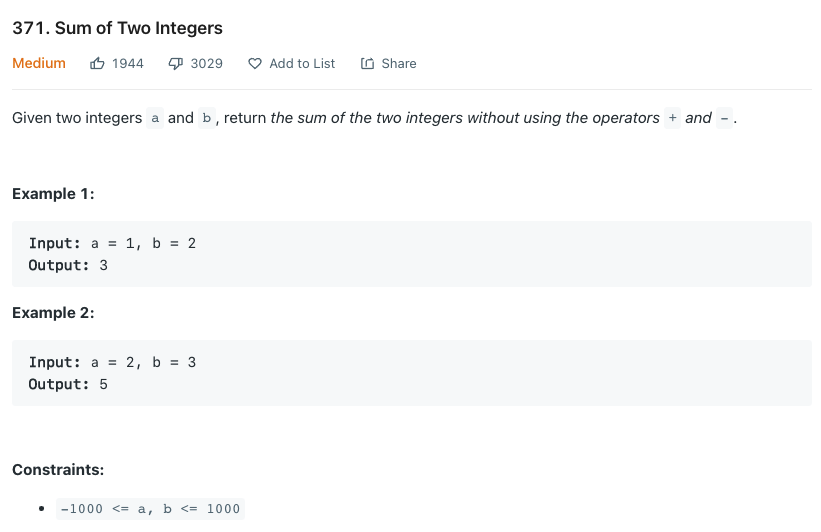 371. Sum of Two Integers
Medium 1944 3029 Add to List Share
Given two integers a and b, return the sum of the two integers without using the operators + and -.
Example 1:
Input: a = 1, b = 2
Output: 3
Example 2:
Input: a = 2, b = 3
Output: 5
Constraints:
• -1000 <= a, b <= 1000